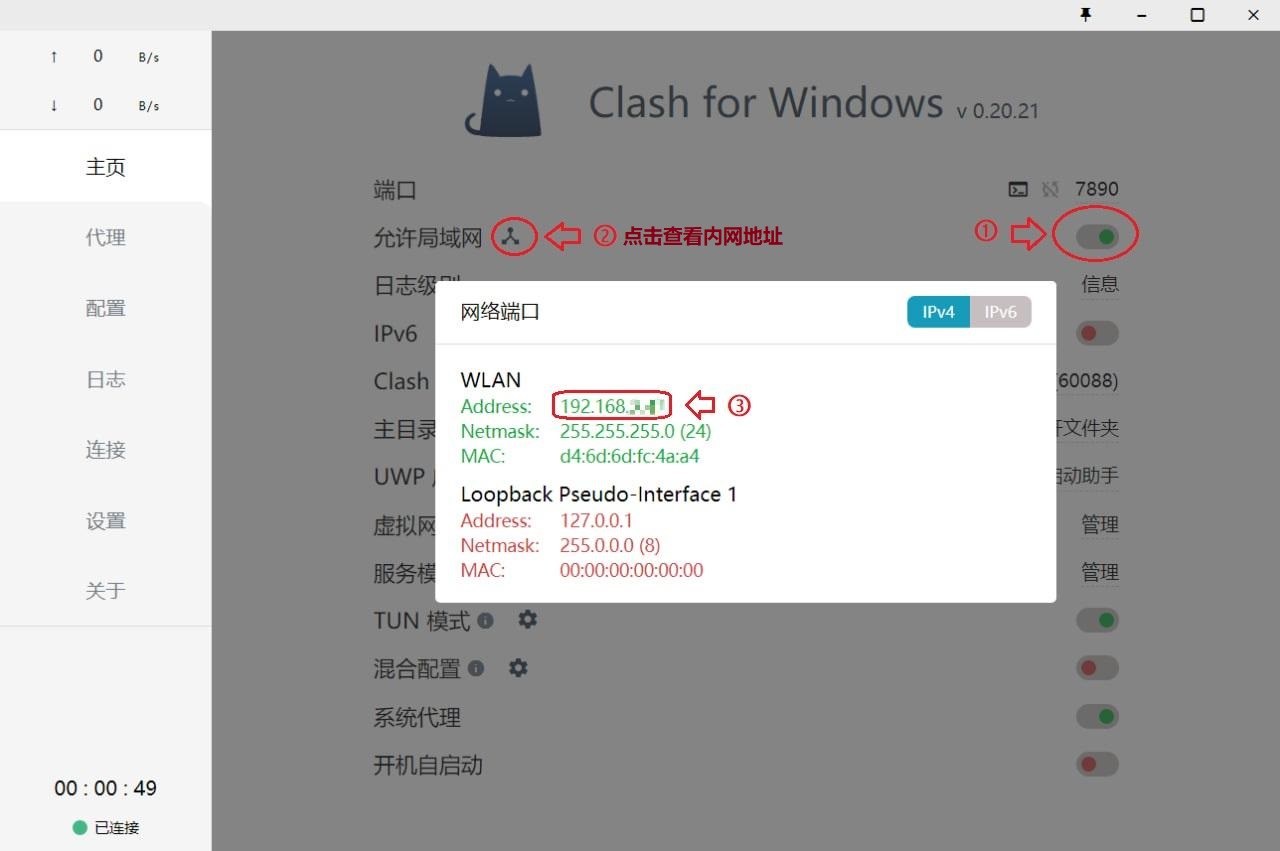 ↑ 0 B/s
↓ 0 B/s
主页
代理
配置
日志
连接
设置
关于
00 : 00 : 49
已连接
Clash for Windows v 0.20.21
端口 7890
允许局域网 ② 点击查看内网地址 ①
日志级别 信息
IPv6
Clash 60088)
主目录 文件夹
UWP 启动助手
虚拟网 管理
服务模 管理
TUN 模式
混合配置
系统代理
开机自启动
网络端口 IPv4 IPv6
WLAN
Address: 192.168. ③
Netmask: 255.255.255.0 (24)
MAC: d4:6d:6d:fc:4a:a4
Loopback Pseudo-Interface 1
Address: 127.0.0.1
Netmask: 255.0.0.0 (8)
MAC: 00:00:00:00:00:00